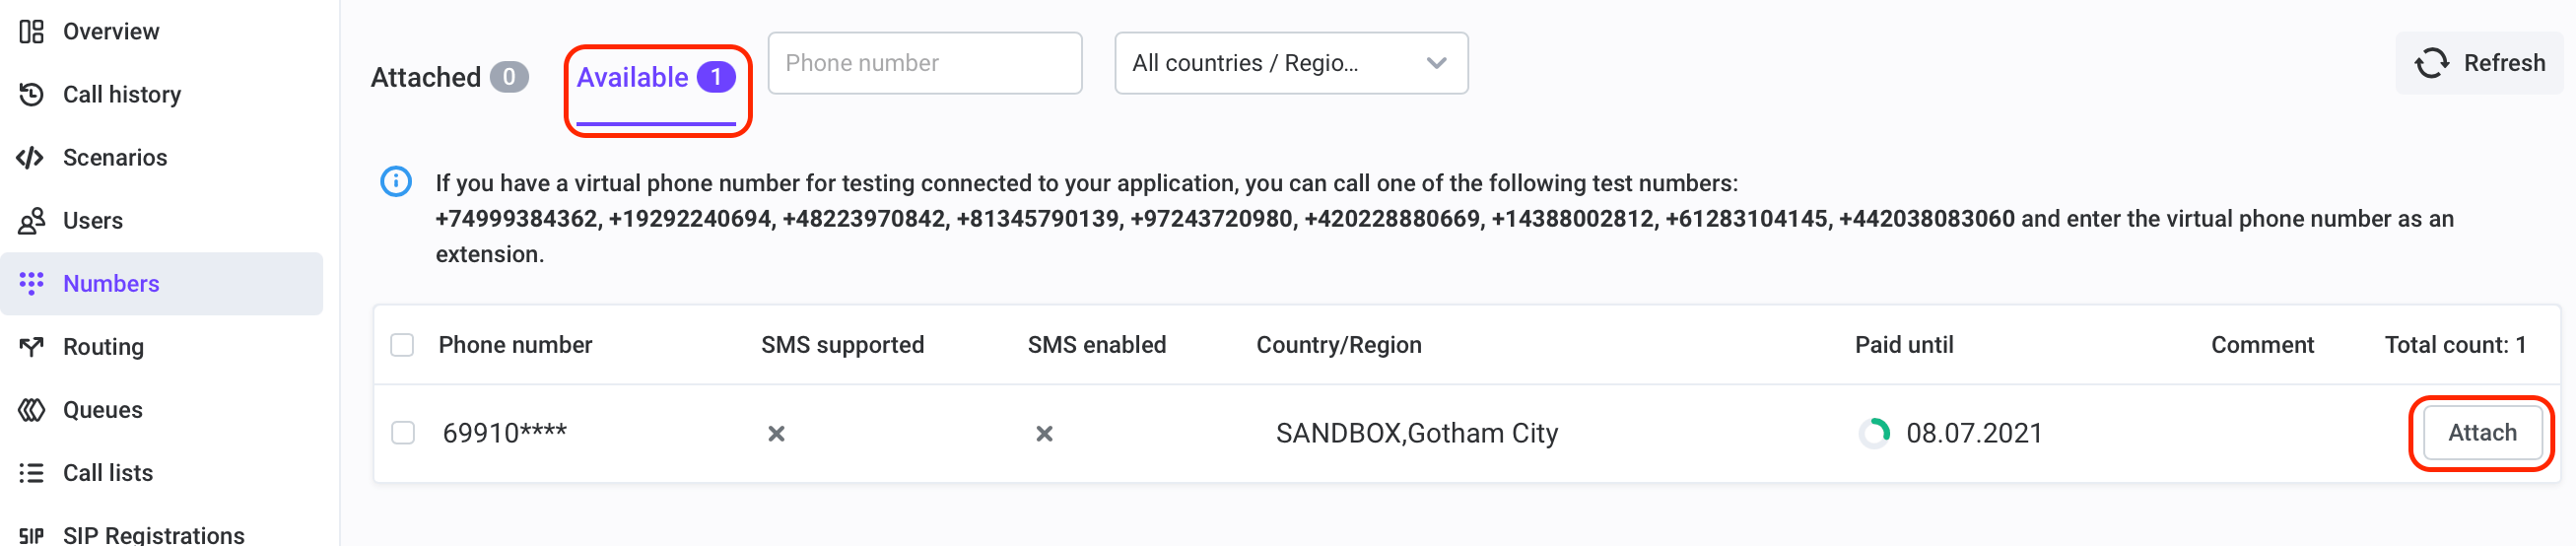 Overview
Call history
Scenarios
Users
Numbers
Routing
Queues
Call lists
SIP SIP Registrations
Attached 0 Available 1 Phone number All countries / Regio... Refresh
If you have a virtual phone number for testing connected to your application, you can call one of the following test numbers:
+74999384362, +19292240694, +48223970842, +81345790139, +97243720980, +420228880669, +14388002812, +61283104145, +442038083060 and enter the virtual phone number as an
extension.
Phone number SMS supported SMS enabled Country/Region Paid until Comment Total count: 1
69910**** SANDBOX,Gotham City 08.07.2021 Attach